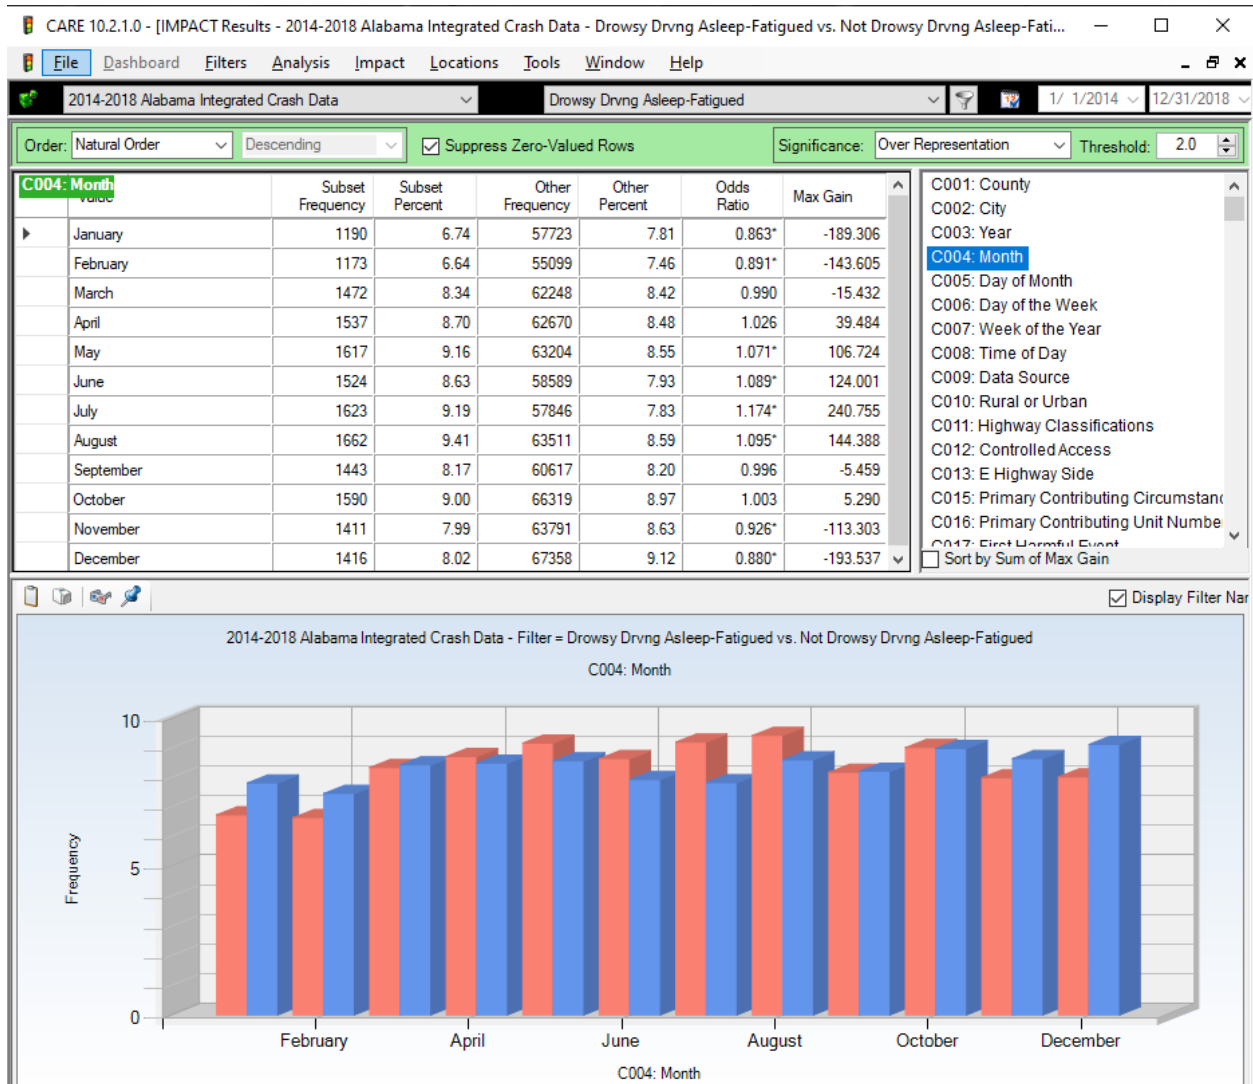 CARE 10.2.1.0 - [IMPACT Results - 2014-2018 Alabama Integrated Crash Data - Drowsy Drvng Asleep-Fatigued vs. Not Drowsy Drvng Asleep-Fati...
File Dashboard Filters Analysis Impact Locations Tools Window Help
2014-2018 Alabama Integrated Crash Data Drowsy Drvng Asleep-Fatigued 1/ 1/2014 12/31/2018
Order: Natural Order Descending Suppress Zero-Valued Rows Significance: Over Representation Threshold: 2.0
C004: Month Subset Frequency Subset Percent Other Frequency Other Percent Odds Ratio Max Gain
January 1190 6.74 57723 7.81 0.863* -189.306
February 1173 6.64 55099 7.46 0.891* -143.605
March 1472 8.34 62248 8.42 0.990 -15.432
April 1537 8.70 62670 8.48 1.026 39.484
May 1617 9.16 63204 8.55 1.071* 106.724
June 1524 8.63 58589 7.93 1.089* 124.001
July 1623 9.19 57846 7.83 1.174* 240.755
August 1662 9.41 63511 8.59 1.095* 144.388
September 1443 8.17 60617 8.20 0.996 -5.459
October 1590 9.00 66319 8.97 1.003 5.290
November 1411 7.99 63791 8.63 0.926* -113.303
December 1416 8.02 67358 9.12 0.880* -193.537
C001: County
C002: City
C003: Year
C004: Month
C005: Day of Month
C006: Day of the Week
C007: Week of the Year
C008: Time of Day
C009: Data Source
C010: Rural or Urban
C011: Highway Classifications
C012: Controlled Access
C013: E Highway Side
C015: Primary Contributing Circumstanc
C016: Primary Contributing Unit Numbe
C017: First Harmful Event
Sort by Sum of Max Gain
Display Filter Nar
2014-2018 Alabama Integrated Crash Data - Filter = Drowsy Drvng Asleep-Fatigued vs. Not Drowsy Drvng Asleep-Fatigued
C004: Month
10
5
0
Frequency
February April June August October December
C004: Month